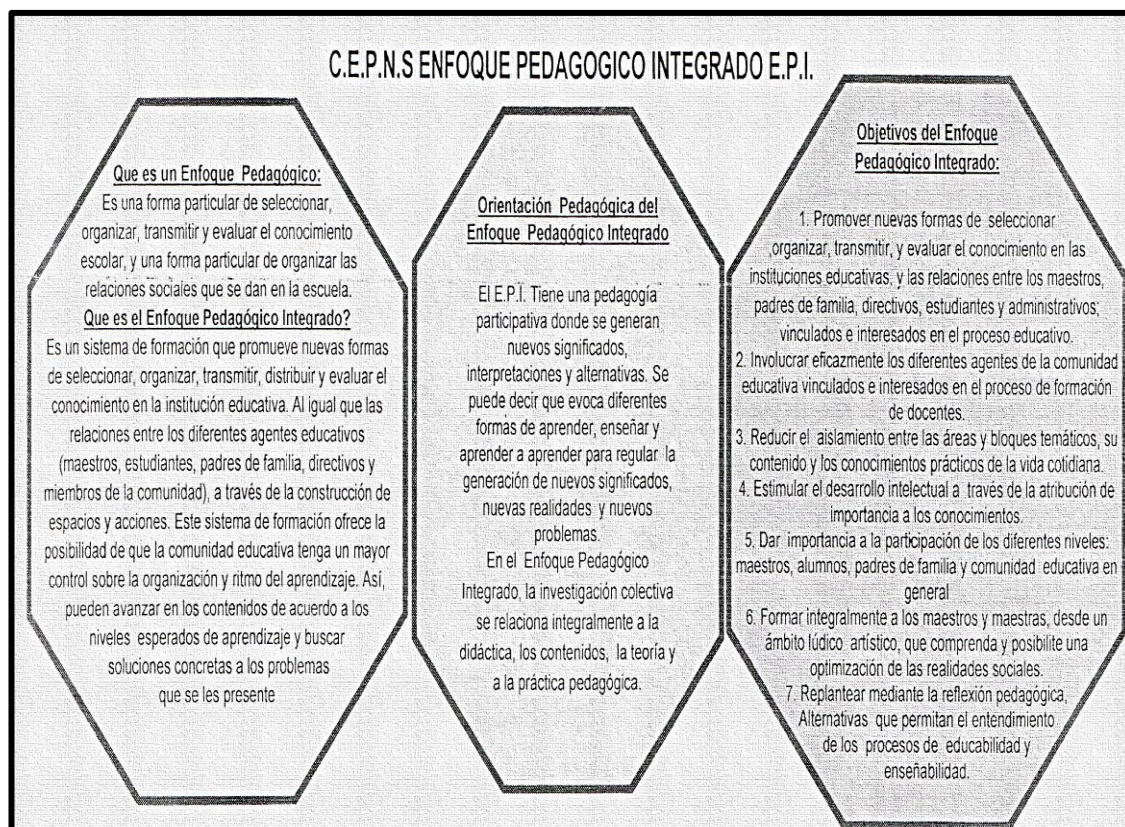 C.E.P.N.S ENFOQUE PEDAGOGICO INTEGRADO E.P.I.
Que es un Enfoque Pedagógico:
Es una forma particular de seleccionar,
organizar, transmitir y evaluar el conocimiento
escolar, y una forma particular de organizar las
relaciones sociales que se dan en la escuela.
Que es el Enfoque Pedagógico Integrado?
Es un sistema de formación que promueve nuevas formas
de seleccionar, organizar, transmitir, distribuir y evaluar el
conocimiento en la institución educativa. Al igual que las
relaciones entre los diferentes agentes educativos
(maestros, estudiantes, padres de familia, directivos y
miembros de la comunidad), a través de la construcción de
espacios y acciones. Este sistema de formación ofrece la
posibilidad de que la comunidad educativa tenga un mayor
control sobre la organización y ritmo del aprendizaje. Así,
pueden avanzar en los contenidos de acuerdo a los
niveles esperados de aprendizaje y buscar
soluciones concretas a los problemas
que se les presente
Orientación Pedagógica del
Enfoque Pedagógico Integrado
El E.P.I. Tiene una pedagogía
participativa donde se generan
nuevos significados,
interpretaciones y alternativas. Se
puede decir que evoca diferentes
formas de aprender, enseñar y
aprender a aprender para regular la
generación de nuevos significados,
nuevas realidades y nuevos
problemas.
En el Enfoque Pedagógico
Integrado, la investigación colectiva
se relaciona integralmente a la
didáctica, los contenidos, la teoría y
a la práctica pedagógica.
Objetivos del Enfoque
Pedagógico Integrado:
1. Promover nuevas formas de seleccionar
,organizar, transmitir, y evaluar el conocimiento en las
instituciones educativas, y las relaciones entre los maestros,
padres de familia, directivos, estudiantes y administrativos;
vinculados e interesados en el proceso educativo.
2. Involucrar eficazmente los diferentes agentes de la comunidad
educativa vinculados e interesados en el proceso de formación
de docentes.
3. Reducir el aislamiento entre las áreas y bloques temáticos, su
contenido y los conocimientos prácticos de la vida cotidiana.
4. Estimular el desarrollo intelectual a través de la atribución de
importancia a los conocimientos.
5. Dar importancia a la participación de los diferentes niveles:
maestros, alumnos, padres de familia y comunidad educativa en
general
6. Formar integralmente a los maestros y maestras, desde un
ámbito lúdico artístico, que comprenda y posibilite una
optimización de las realidades sociales.
7. Replantear mediante la reflexión pedagógica,
Alternativas que permitan el entendimiento
de los procesos de educabilidad y
enseñabilidad.